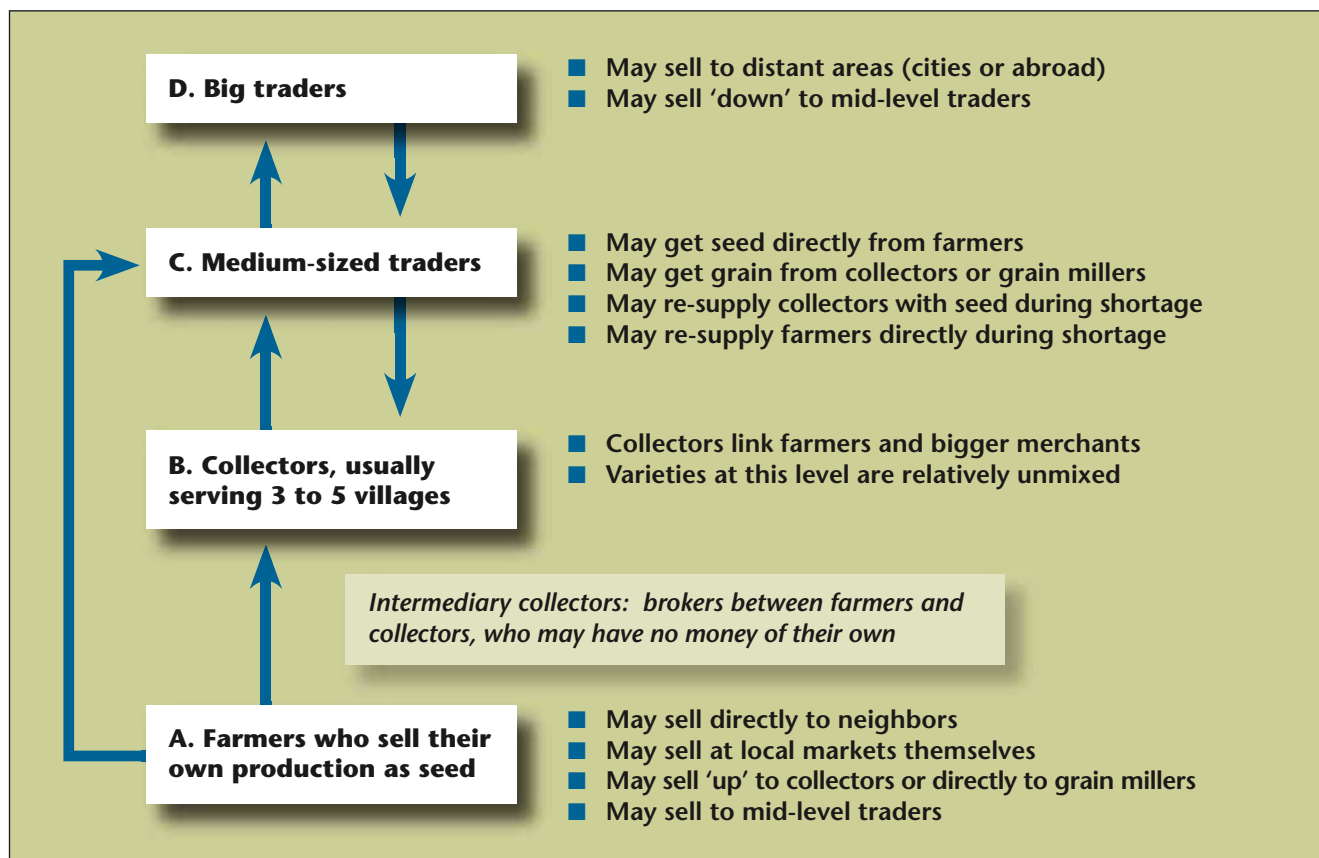 D. Big traders
■ May sell to distant areas (cities or abroad)
■ May sell ‘down’ to mid-level traders
C. Medium-sized traders
■ May get seed directly from farmers
■ May get grain from collectors or grain millers
■ May re-supply collectors with seed during shortage
■ May re-supply farmers directly during shortage
B. Collectors, usually
serving 3 to 5 villages
■ Collectors link farmers and bigger merchants
■ Varieties at this level are relatively unmixed
Intermediary collectors: brokers between farmers and
collectors, who may have no money of their own
A. Farmers who sell their
own production as seed
■ May sell directly to neighbors
■ May sell at local markets themselves
■ May sell ‘up’ to collectors or directly to grain millers
■ May sell to mid-level traders